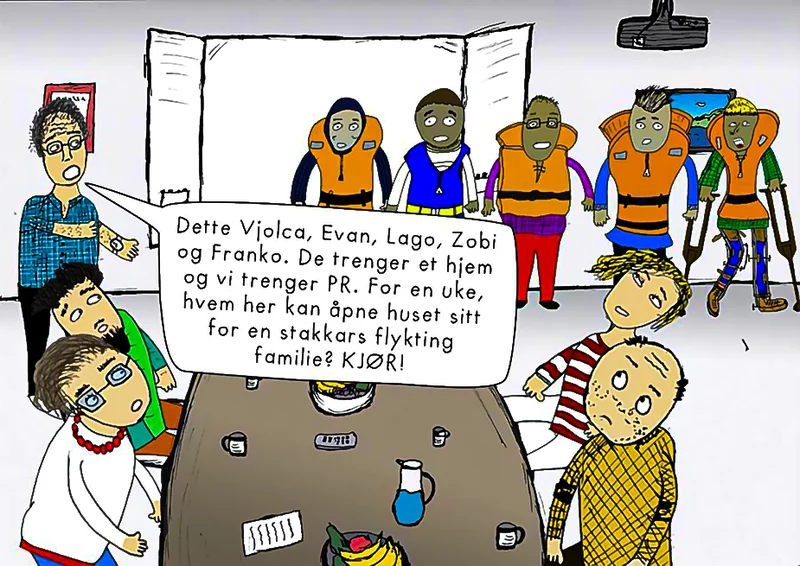 Dette Vjolca, Evan, Lago, Zobi
og Franko. De trenger et hjem
og vi trenger PR. For en uke,
hvem her kan åpne huset sitt
for en stakkars flykting
familie? KJØR!